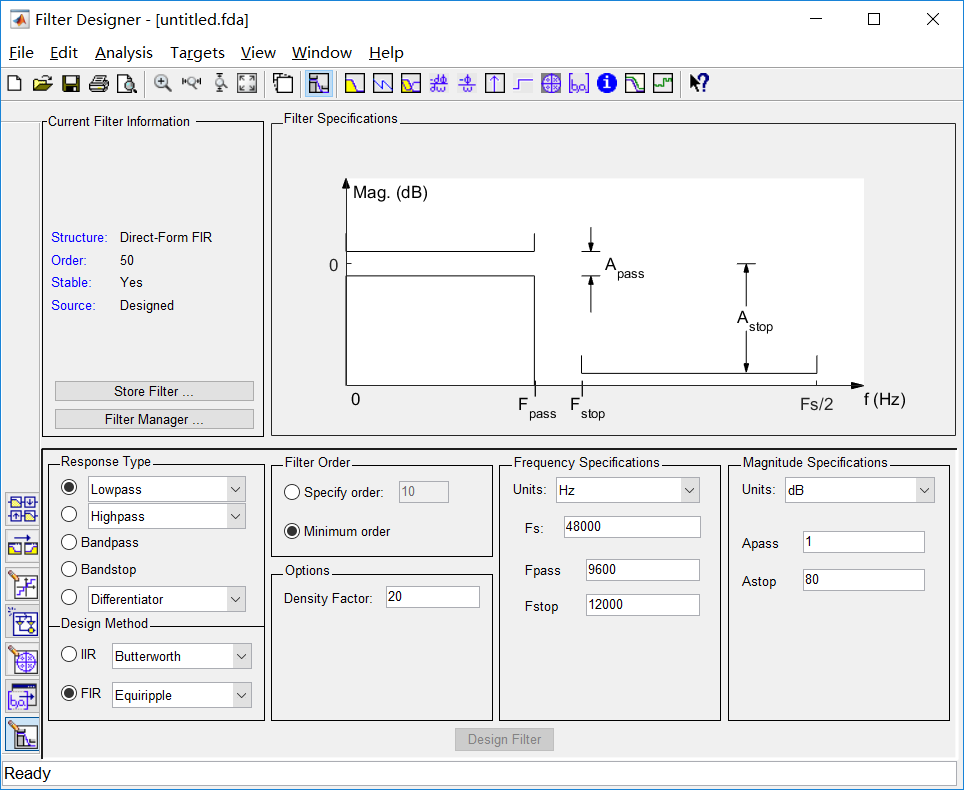 Filter Designer - [untitled.fda]
File Edit Analysis Targets View Window Help
Current Filter Information
Structure: Direct-Form FIR
Order: 50
Stable: Yes
Source: Designed
Store Filter ...
Filter Manager ...
Filter Specifications
Mag. (dB)
0
A pass
A stop
0
F pass
F stop
Fs/2
f (Hz)
Response Type
Lowpass
Highpass
Bandpass
Bandstop
Differentiator
Design Method
IIR Butterworth
FIR Equiripple
Filter Order
Specify order: 10
Minimum order
Options
Density Factor: 20
Frequency Specifications
Units: Hz
Fs: 48000
Fpass 9600
Fstop 12000
Magnitude Specifications
Units: dB
Apass 1
Astop 80
Design Filter
Ready